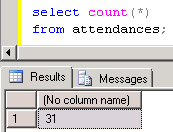 select count(*)
from attendances;
Results Messages
(No column name)
1 31